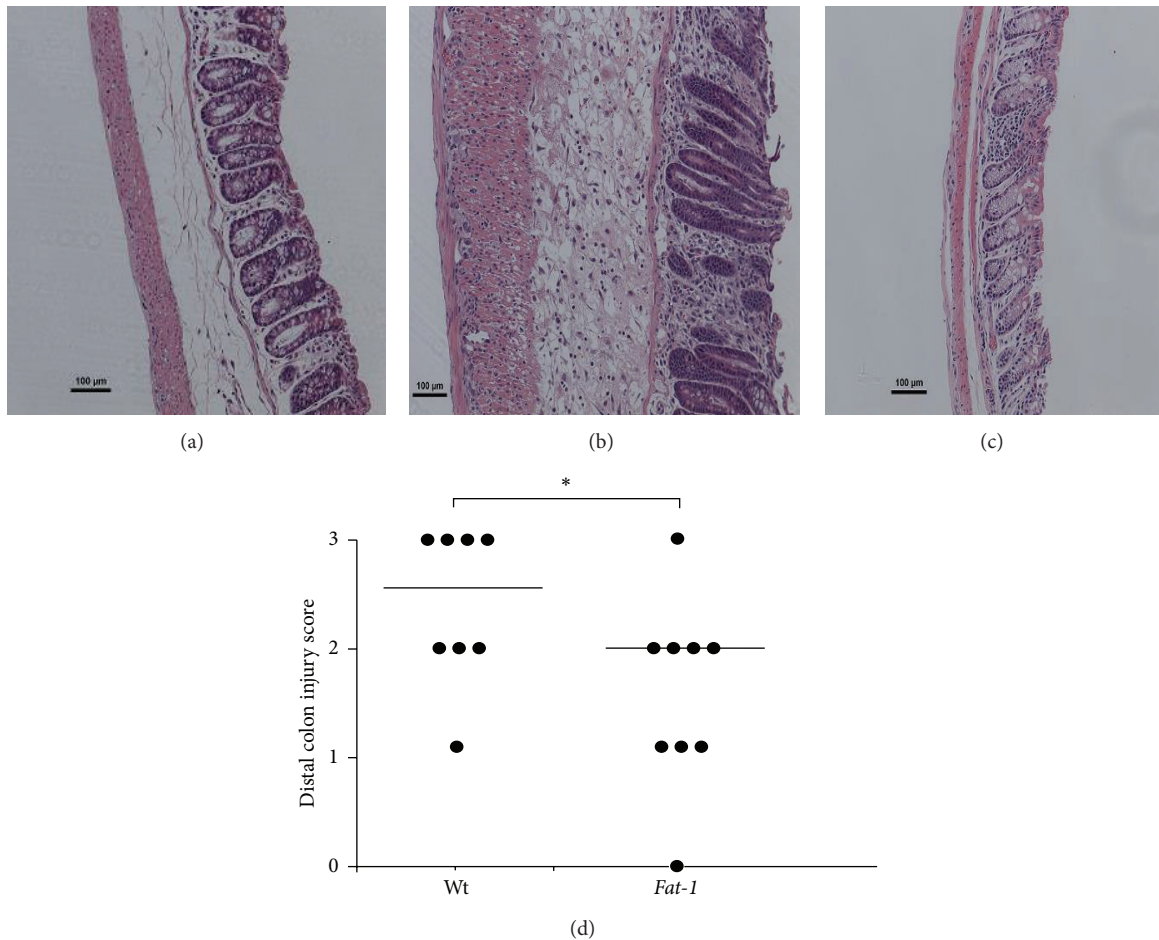 100 µm
100 µm
100 µm
(a)
(b)
(c)
*
3
2
1
0
Distal colon injury score
Wt
Fat-1
(d)